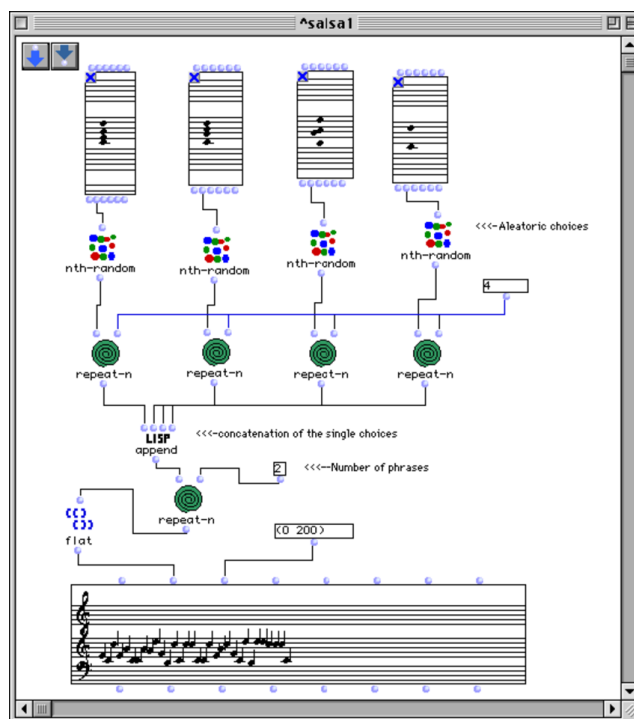 ^salsa1
<<<-Aleatoric choices
nth-random
nth-random
nth-random
nth-random
4
repeat-n
repeat-n
repeat-n
repeat-n
LISP
append
<<<-concatenation of the single choices
2
<<<--Number of phrases
repeat-n
(0 200)
flat